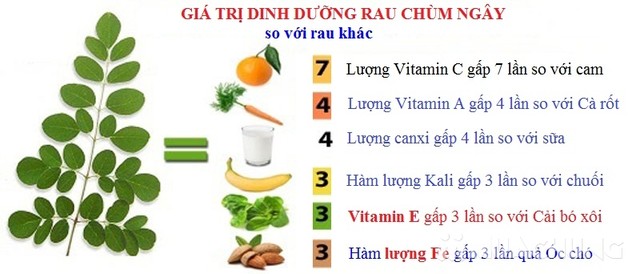 GIÁ TRỊ DINH DƯỠNG RAU CHÙM NGÂY
so với rau khác
7 Lượng Vitamin C gấp 7 lần so với cam
4 Lượng Vitamin A gấp 4 lần so với Cà rốt
4 Lượng canxi gấp 4 lần so với sữa
3 Hàm lượng Kali gấp 3 lần so với chuối
3 Vitamin E gấp 3 lần so với Cải bó xôi
3 Hàm lượng Fe gấp 3 lần quả Óc chó